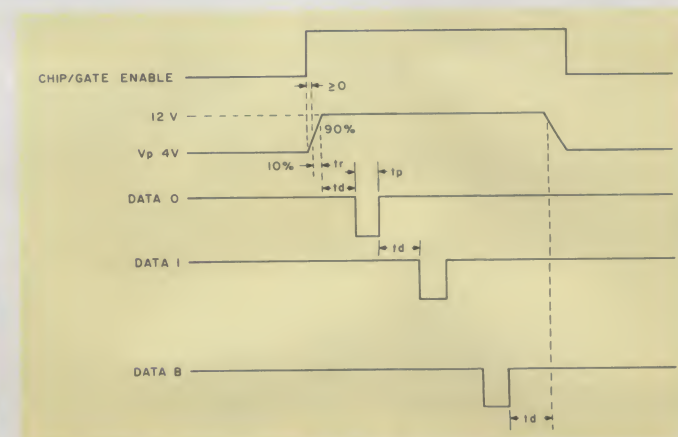 CHIP/GATE ENABLE
≥0
12 V
90%
Vp 4V
10%
tr
tp
td
DATA 0
td
DATA 1
DATA B
td